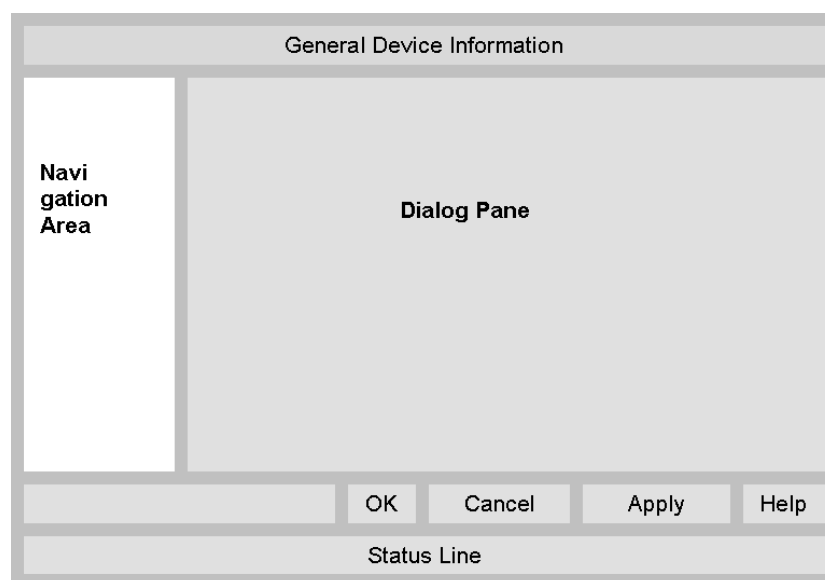 General Device Information
Navi
gation
Area
Dialog Pane
OK Cancel Apply Help
Status Line